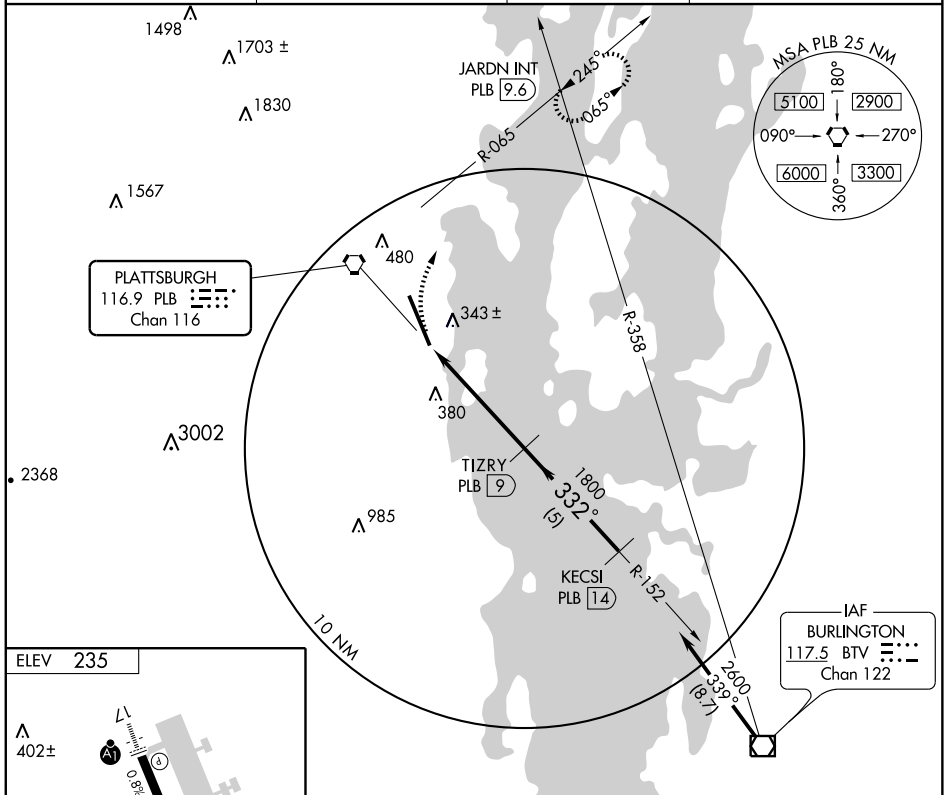 1498
1703 ±
1830
1567
JARDN INT
PLB 9.6
245°
065°
R-065
MSA PLB 25 NM
180°
5100
2900
090°
270°
6000
3300
360°
PLATTSBURGH
116.9 PLB
Chan 116
480
343 ±
R-358
380
3002
2368
TIZRY
PLB 9
1800
332°
(5)
985
KECSI
PLB 14
R-152
10 NM
IAF
BURLINGTON
117.5 BTV
Chan 122
2600
339°
(8.7)
ELEV 235
402±
17
A1
P
0.8%